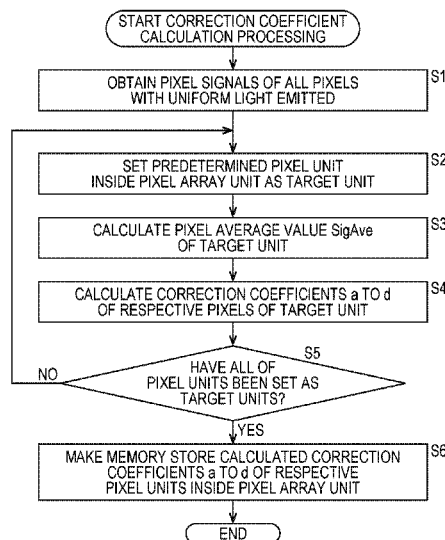 START CORRECTION COEFFICIENT
CALCULATION PROCESSING
S1
OBTAIN PIXEL SIGNALS OF ALL PIXELS
WITH UNIFORM LIGHT EMITTED
S2
SET PREDETERMINED PIXEL UNIT
INSIDE PIXEL ARRAY UNIT AS TARGET UNIT
S3
CALCULATE PIXEL AVERAGE VALUE SigAve
OF TARGET UNIT
S4
CALCULATE CORRECTION COEFFICIENTS a TO d
OF RESPECTIVE PIXELS OF TARGET UNIT
S5
HAVE ALL OF
PIXEL UNITS BEEN SET AS
TARGET UNITS?
NO
YES
S6
MAKE MEMORY STORE CALCULATED CORRECTION
COEFFICIENTS a TO d OF RESPECTIVE
PIXEL UNITS INSIDE PIXEL ARRAY UNIT
END